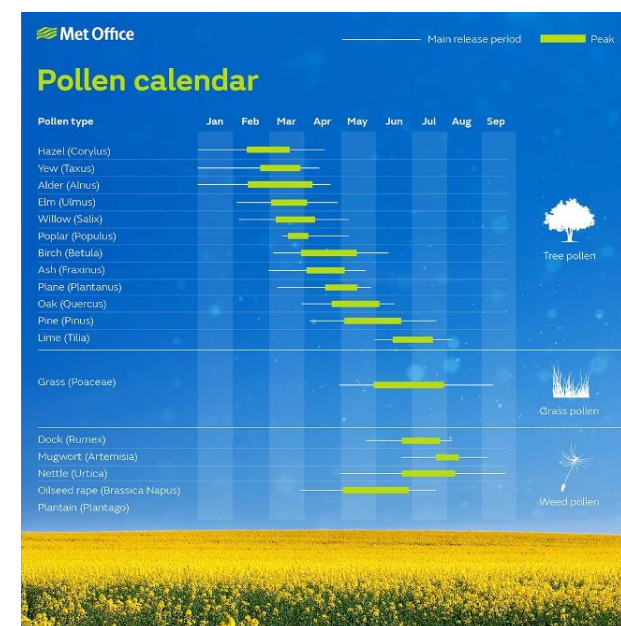 Met Office
Main release period Peak
Pollen calendar
Pollen type Jan Feb Mar Apr May Jun Jul Aug Sep
Hazel (Corylus)
Yew (Taxus)
Alder (Alnus)
Elm (Ulmus)
Willow (Salix)
Poplar (Populus)
Birch (Betula)
Tree pollen
Ash (Fraxinus)
Plane (Plantanus)
Oak (Quercus)
Pine (Pinus)
Lime (Tilia)
Grass (Poaceae)
Grass pollen
Dock (Rumex)
Mugwort (Artemisia)
Nettle (Urtica)
Oilseed rape (Brassica Napus)
Weed pollen
Plantain (Plantago)